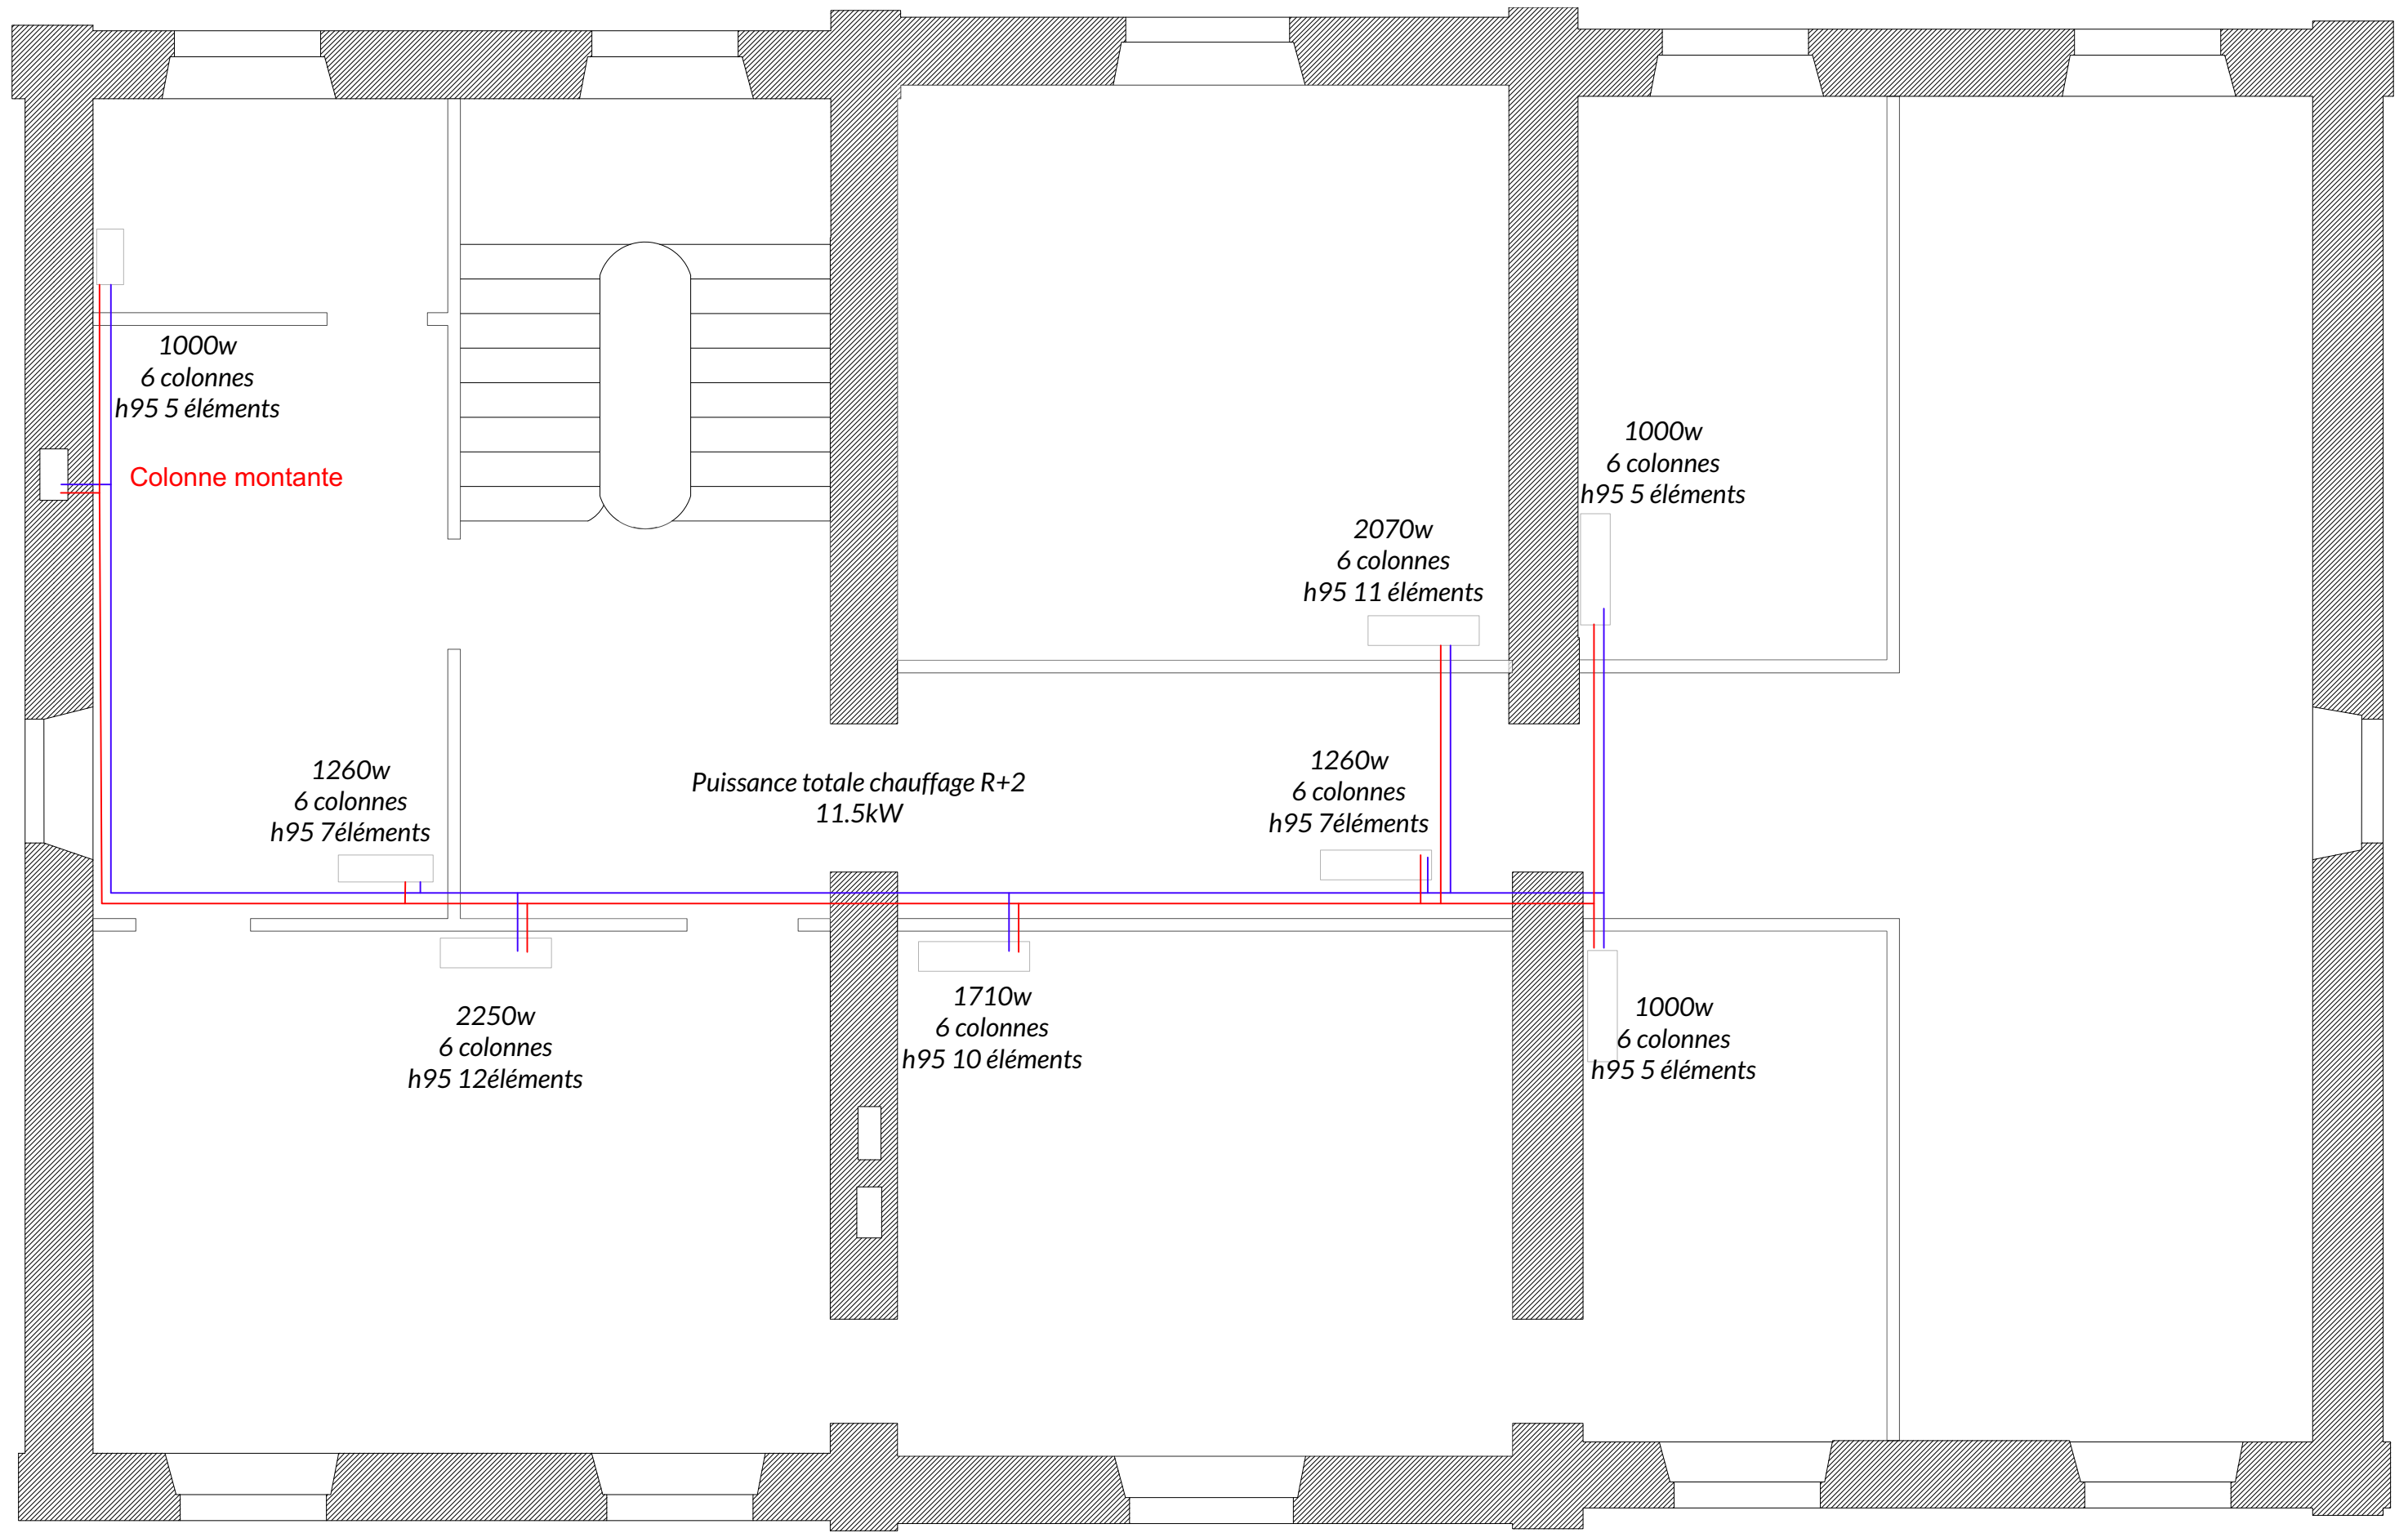 1000w
6 colonnes
h95 5 éléments
Colonne montante
1000w
6 colonnes
h95 5 éléments
2070w
6 colonnes
h95 11 éléments
1260w
6 colonnes
h95 7éléments
Puissance totale chauffage R+2
11.5kW
1260w
6 colonnes
h95 7éléments
2250w
6 colonnes
h95 12éléments
1710w
6 colonnes
h95 10 éléments
1000w
6 colonnes
h95 5 éléments